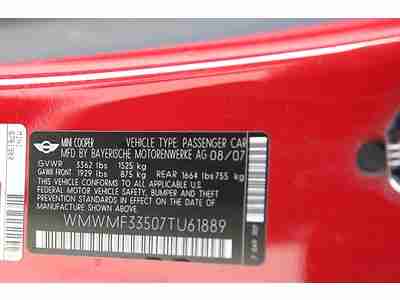 MINI COOPER VEHICLE TYPE PASSENGER CAR
MFD BY BAYERISCHE MOTORENWERKE AG 08/07
GVWR 3362 lbs 1525 kg
GAWR FRONT 1929 lbs 875 kg REAR 1664 lbs 755 kg
THIS VEHICLE CONFORMS TO ALL APPLICABLE
FEDERAL MOTOR VEHICLE SAFETY, BUMPER AND THEFT
PREVENTION STANDARDS IN EFFECT ON THE DATE OF
MANUFACTURE SHOWN ABOVE.
WMWMF33507TU61889